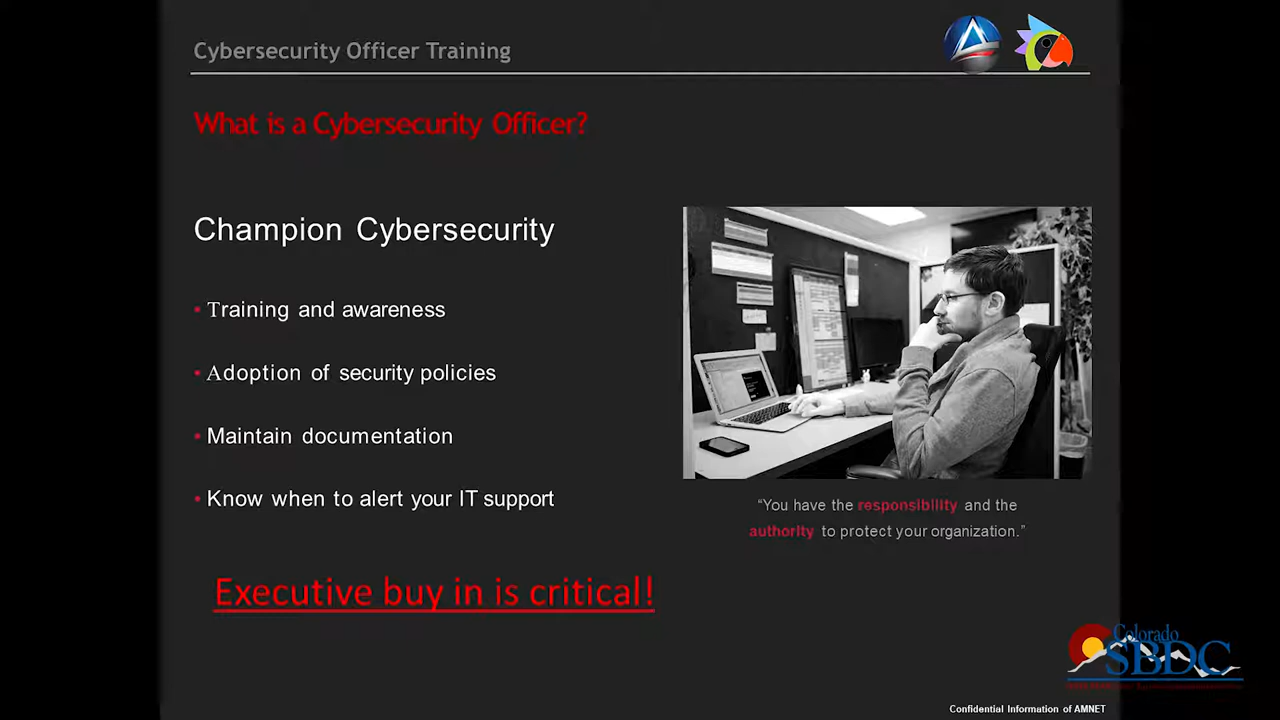 Cybersecurity Officer Training
What is a Cybersecurity Officer?
Champion Cybersecurity
• Training and awareness
• Adoption of security policies
• Maintain documentation
• Know when to alert your IT support
“You have the responsibility and the
authority to protect your organization.”
Executive buy in is critical!
Colorado
SBDC
Confidential Information of AMNET